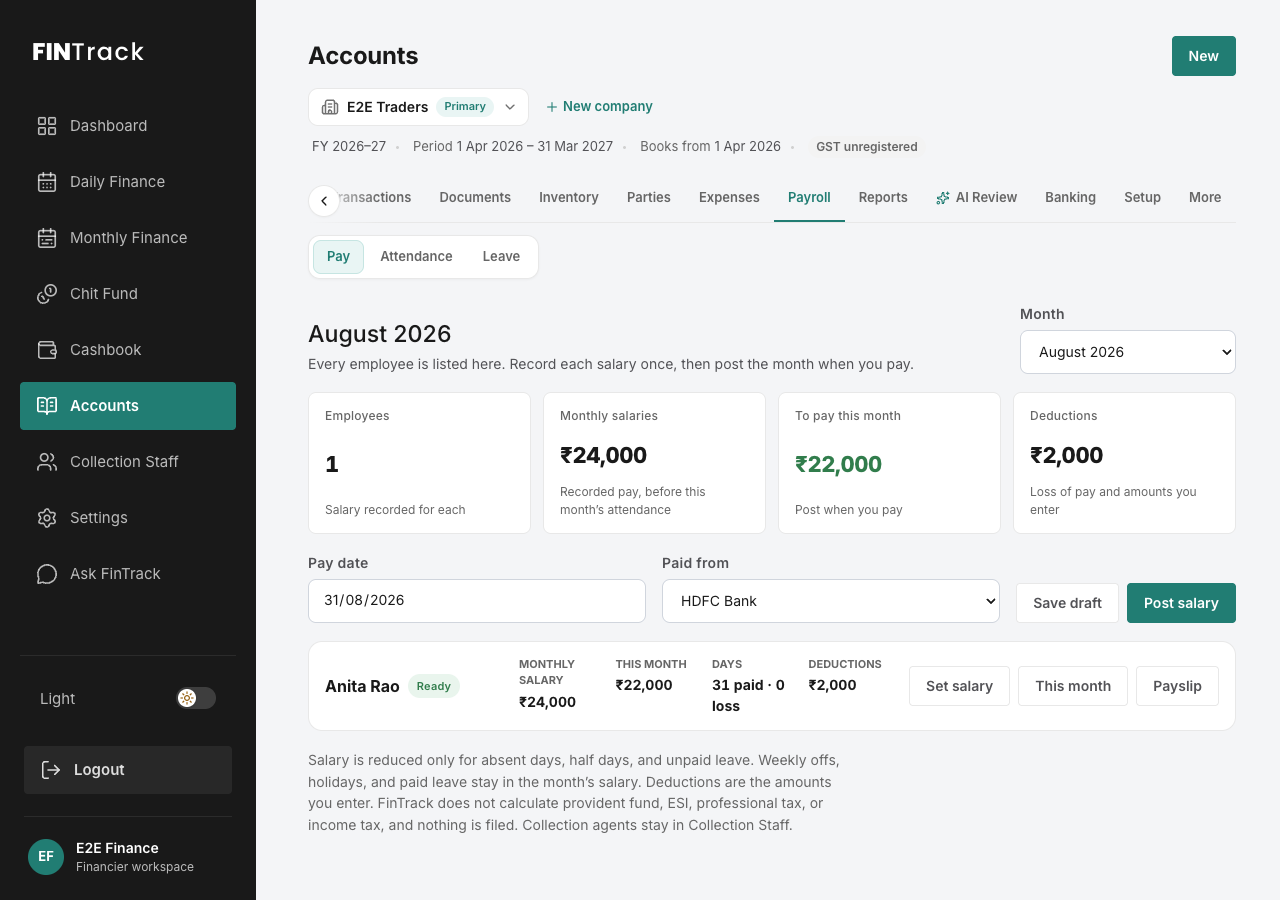 FINTrack
Dashboard
Daily Finance
Monthly Finance
Chit Fund
Cashbook
Accounts
Collection Staff
Settings
Ask FinTrack
Light
Logout
EF
E2E Finance
Financier workspace
Accounts
New
E2E Traders Primary
New company
FY 2026–27 • Period 1 Apr 2026 – 31 Mar 2027 • Books from 1 Apr 2026 • GST unregistered
ransactions Documents Inventory Parties Expenses Payroll Reports AI Review Banking Setup More
Pay Attendance Leave
August 2026
Every employee is listed here. Record each salary once, then post the month when you pay.
Month
August 2026
Employees
1
Salary recorded for each
Monthly salaries
₹24,000
Recorded pay, before this
month’s attendance
To pay this month
₹22,000
Post when you pay
Deductions
₹2,000
Loss of pay and amounts you
enter
Pay date
31/08/2026
Paid from
HDFC Bank
Save draft
Post salary
Anita Rao Ready
MONTHLY
SALARY
₹24,000
THIS MONTH
₹22,000
DAYS
31 paid · 0
loss
DEDUCTIONS
₹2,000
Set salary
This month
Payslip
Salary is reduced only for absent days, half days, and unpaid leave. Weekly offs,
holidays, and paid leave stay in the month’s salary. Deductions are the amounts
you enter. FinTrack does not calculate provident fund, ESI, professional tax, or
income tax, and nothing is filed. Collection agents stay in Collection Staff.